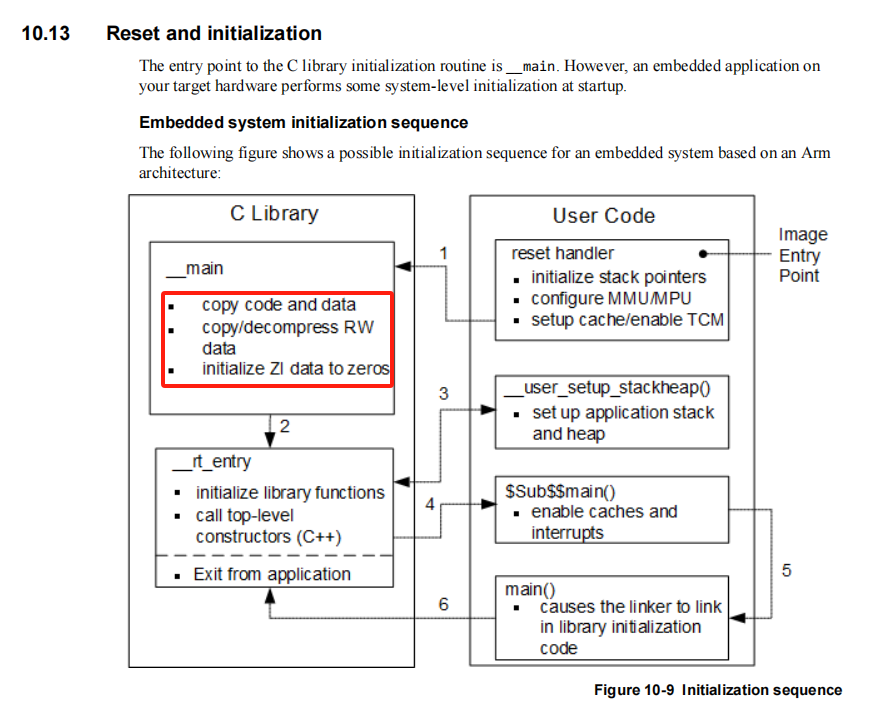 10.13 Reset and initialization
The entry point to the C library initialization routine is __main. However, an embedded application on
your target hardware performs some system-level initialization at startup.
Embedded system initialization sequence
The following figure shows a possible initialization sequence for an embedded system based on an Arm
architecture:
C Library
__main
▪ copy code and data
▪ copy/decompress RW
data
▪ initialize ZI data to zeros
2
__rt_entry
▪ initialize library functions
▪ call top-level
constructors (C++)
▪ Exit from application
1
3
4
6
User Code
reset handler
▪ initialize stack pointers
▪ configure MMU/MPU
▪ setup cache/enable TCM
Image
Entry
Point
__user_setup_stackheap()
▪ set up application stack
and heap
$Sub$$main()
▪ enable caches and
interrupts
5
main()
▪ causes the linker to link
in library initialization
code
Figure 10-9 Initialization sequence